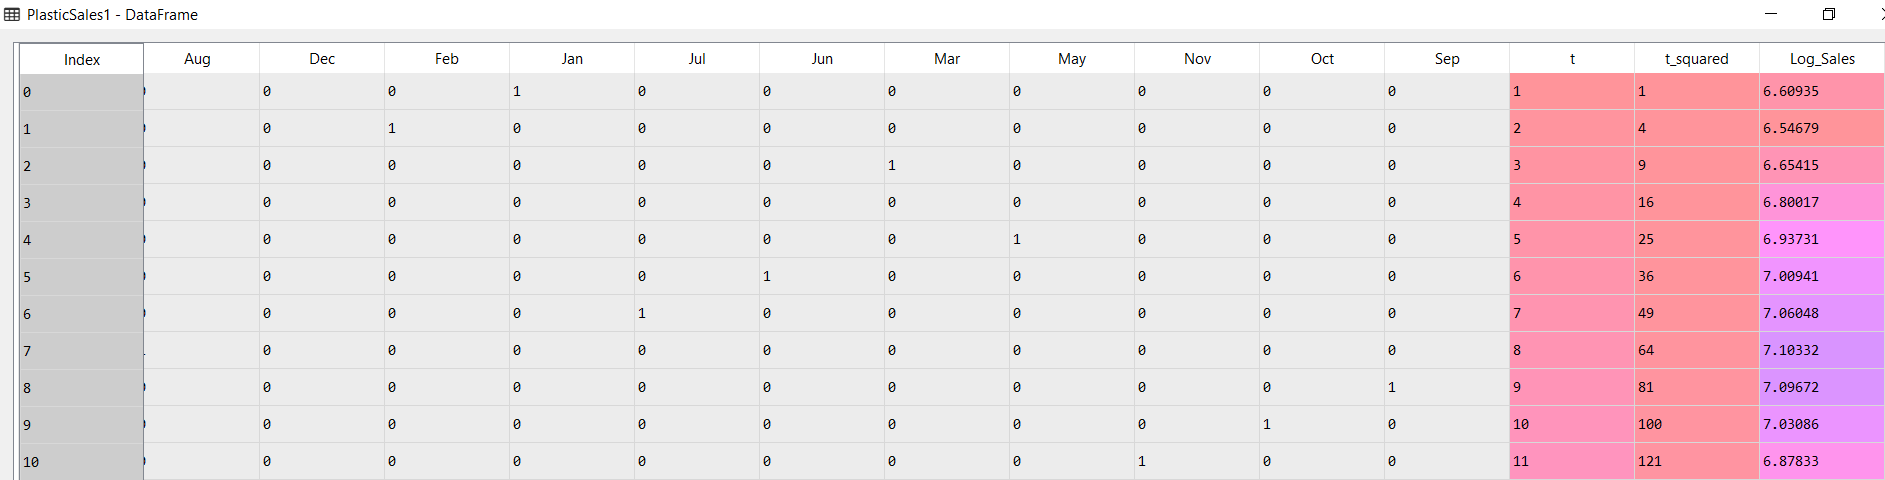 PlasticSales1 - DataFrame
Index Aug Dec Feb Jan Jul Jun Mar May Nov Oct Sep t t_squared Log_Sales
0 0 0 1 0 0 0 0 0 0 0 1 1 6.60935
1 0 1 0 0 0 0 0 0 0 0 2 4 6.54679
2 0 0 0 0 0 1 0 0 0 0 3 9 6.65415
3 0 0 0 0 0 0 0 0 0 0 4 16 6.80017
4 0 0 0 0 0 0 1 0 0 0 5 25 6.93731
5 0 0 0 0 1 0 0 0 0 0 6 36 7.00941
6 0 0 0 1 0 0 0 0 0 0 7 49 7.06048
7 0 0 0 0 0 0 0 0 0 0 8 64 7.10332
8 0 0 0 0 0 0 0 0 0 1 9 81 7.09672
9 0 0 0 0 0 0 0 0 1 0 10 100 7.03086
10 0 0 0 0 0 0 0 1 0 0 11 121 6.87833